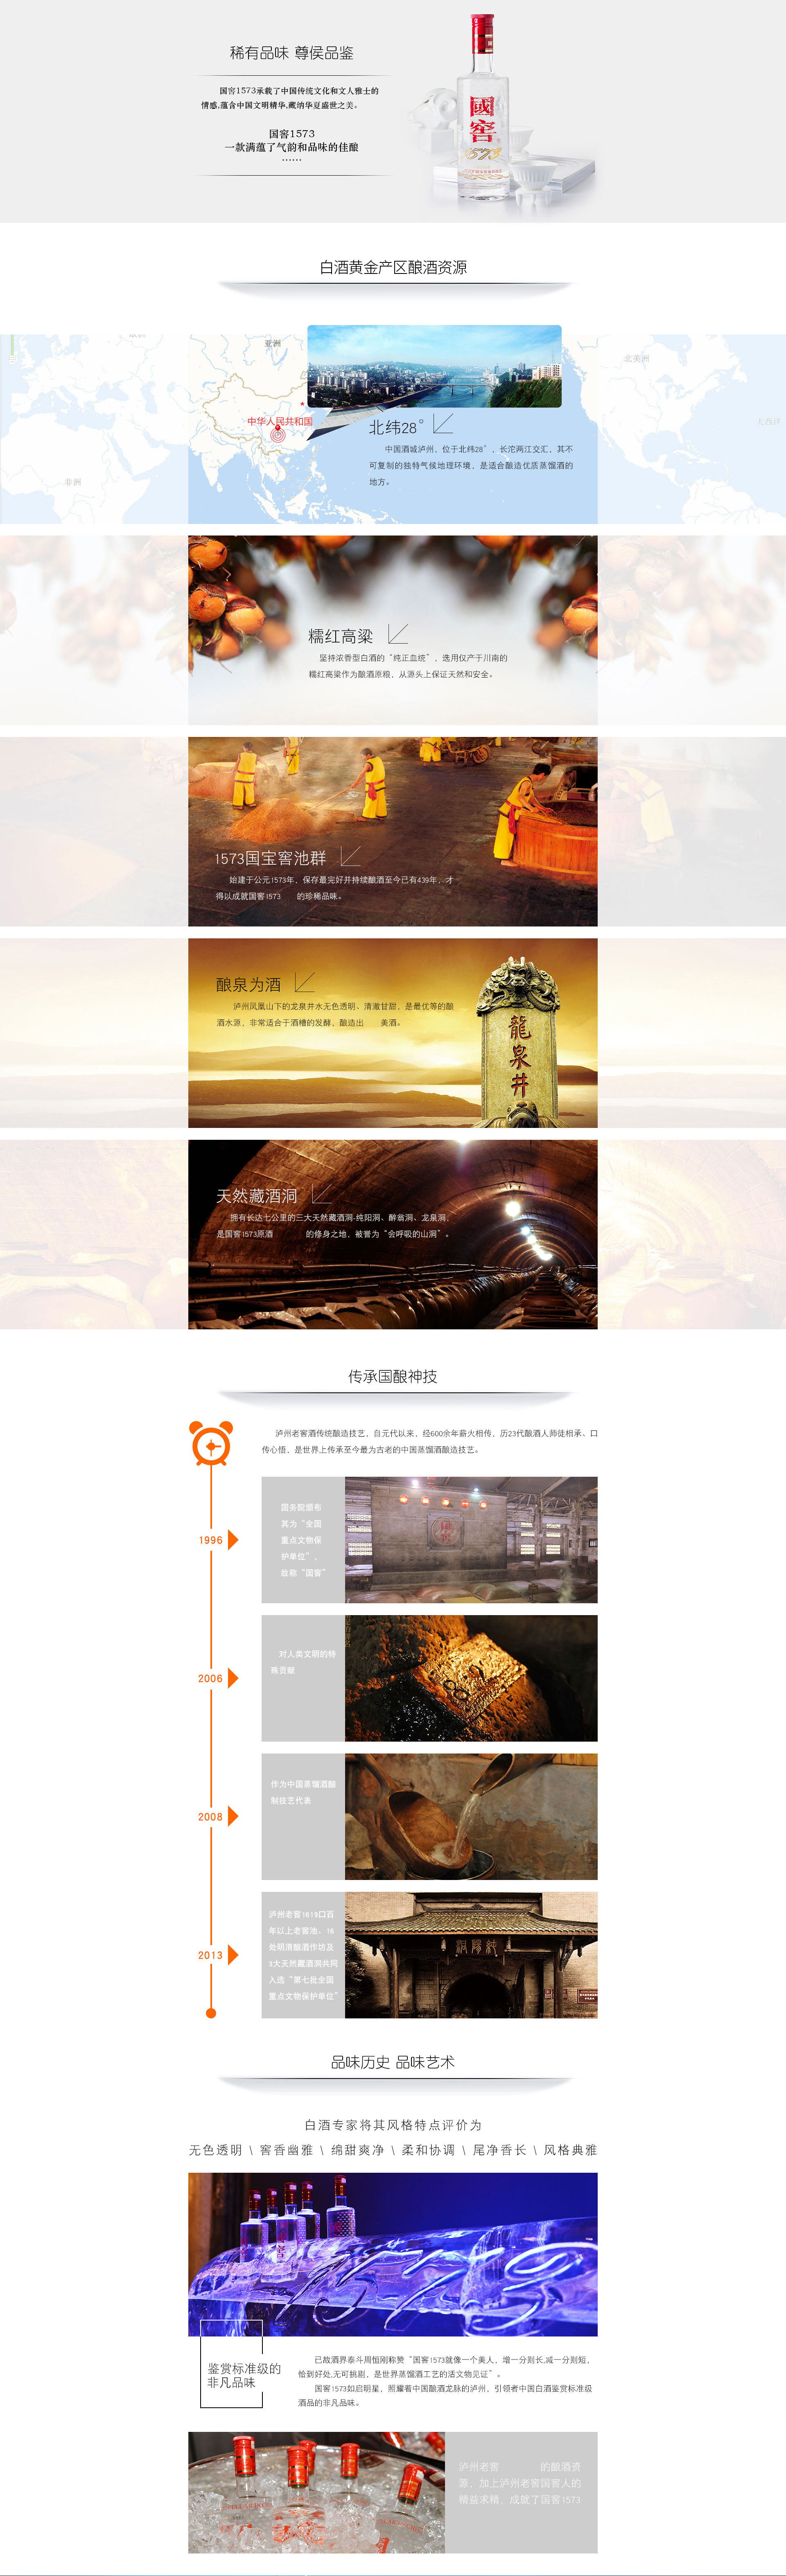 稀有品味 尊侯品鉴
国窖1573承载了中国传统文化和文人雅士的
情感,蕴含中国文明精华,藏纳华夏盛世之美。
国窖1573
一款满蕴了气韵和品味的佳酿
......
國窖
1573
白酒黄金产区酿酒资源
亚洲
北美洲
中华人民共和国
非洲
大西洋
北纬28°
中国酒城泸州，位于北纬28°，长沱两江交汇，其不
可复制的独特气候地理环境，是适合酿造优质蒸馏酒的
地方。
糯红高粱
坚持浓香型白酒的“纯正血统”，选用仅产于川南的
糯红高粱作为酿酒原粮，从源头上保证天然和安全。
1573国宝窖池群
始建于公元1573年，保存最完好并持续酿酒至今已有439年，才
得以成就国窖1573 的珍稀品味。
酿泉为酒
泸州凤凰山下的龙泉井水无色透明、清澈甘甜，是最优等的酿
酒水源，非常适合于酒槽的发酵，酿造出 美酒。
龍泉井
天然藏酒洞
拥有长达七公里的三大天然藏酒洞-纯阳洞、醉翁洞、龙泉洞，
是国窖1573原酒 的修身之地，被誉为“会呼吸的山洞”。
传承国酿神技
泸州老窖酒传统酿造技艺，自元代以来，经600余年薪火相传，历23代酿酒人师徒相承、口
传心悟，是世界上传承至今最为古老的中国蒸馏酒酿造技艺。
1996
国务院颁布
其为“全国
重点文物保
护单位”，
故称“国窖”
2006
对人类文明的特
殊贡献
2008
作为中国蒸馏酒酿
制技艺代表
2013
泸州老窖1619口百
年以上老窖池、16
处明清酿酒作坊及
3大天然藏酒洞共同
入选“第七批全国
重点文物保护单位”
洞陽純
品味历史 品味艺术
白酒专家将其风格特点评价为
无色透明 \ 窖香幽雅 \ 绵甜爽净 \ 柔和协调 \ 尾净香长 \ 风格典雅
鉴赏标准级的
非凡品味
已故酒界泰斗周恒刚称赞“国窖1573就像一个美人，增一分则长,减一分则短，
恰到好处,无可挑剔，是世界蒸馏酒工艺的活文物见证”。
国窖1573如启明星，照耀着中国酿酒龙脉的泸州，引领者中国白酒鉴赏标准级
酒品的非凡品味。
泸州老窖 的酿酒资
源，加上泸州老窖国窖人的
精益求精，成就了国窖1573